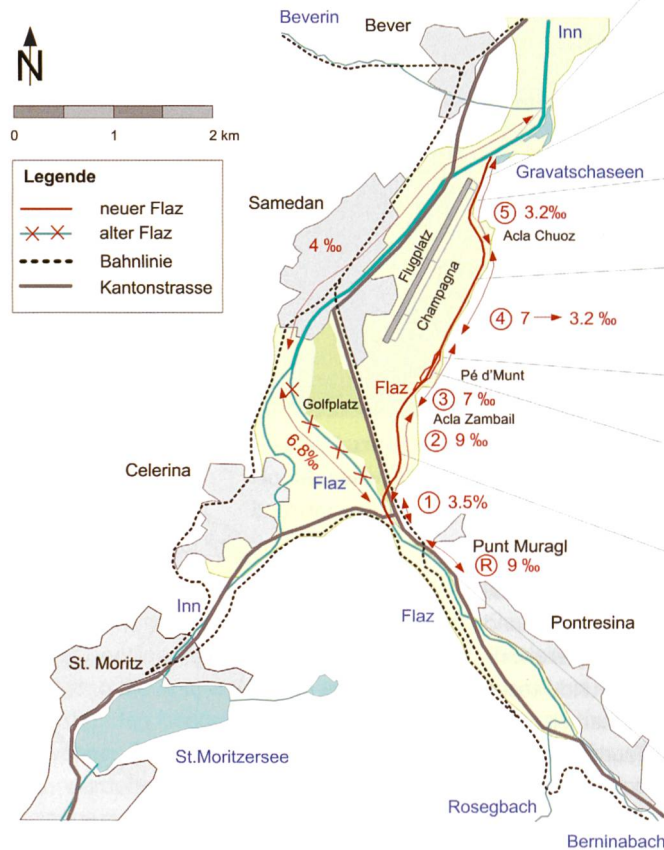 Beverin
Bever
Inn
N
0 1 2 km
Legende
neuer Flaz
alter Flaz
Bahnlinie
Kantonstrasse
Gravatschaseen
Samedan
5 3.2‰
Acla Chuoz
4 ‰
Flugplatz
Champagna
4 7 → 3.2 ‰
Pé d'Munt
Flaz
3 7 ‰
Golfplatz
Acla Zambail
2 9 ‰
6.8‰
Celerina
Flaz
1 3.5%
Punt Muragl
R 9 ‰
Inn
Flaz
Pontresina
St. Moritz
St.Moritzersee
Rosegbach
Berninabach